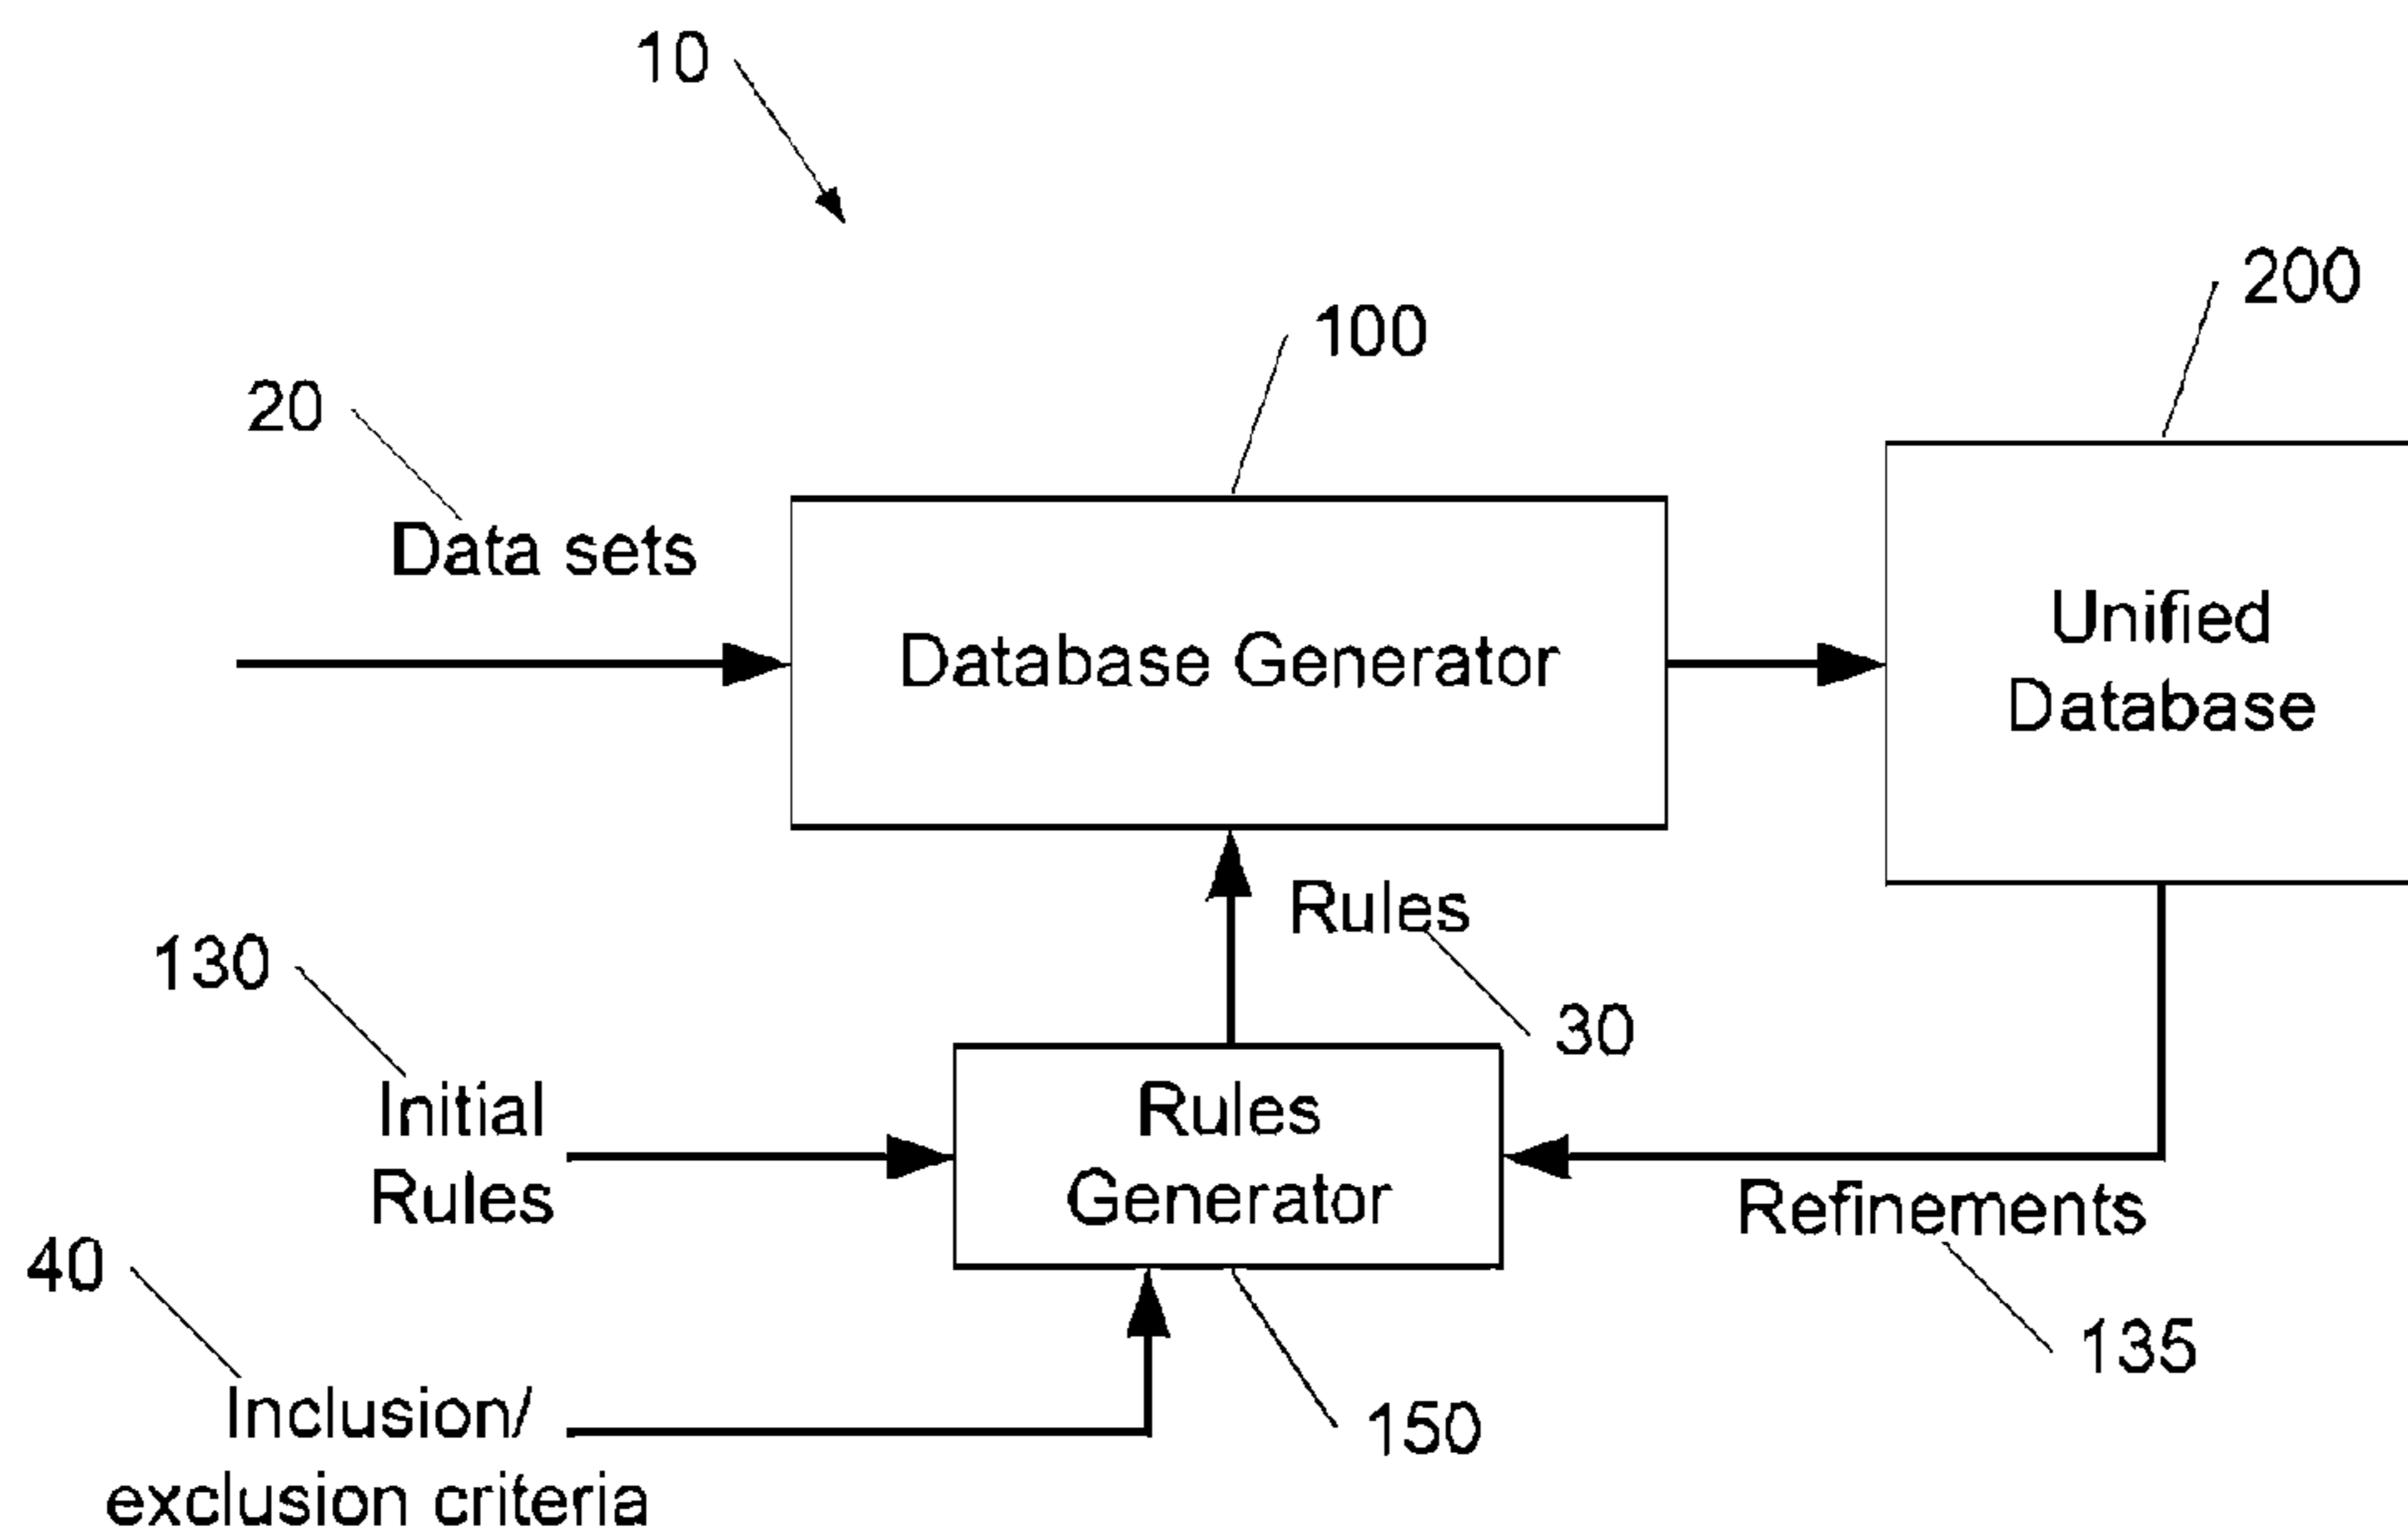 10
200
100
20
Data sets
Database Generator
Unified
Database
Rules
130
30
Initial
Rules
Rules
Generator
Refinements
40
135
150
Inclusion/
exclusion criteria